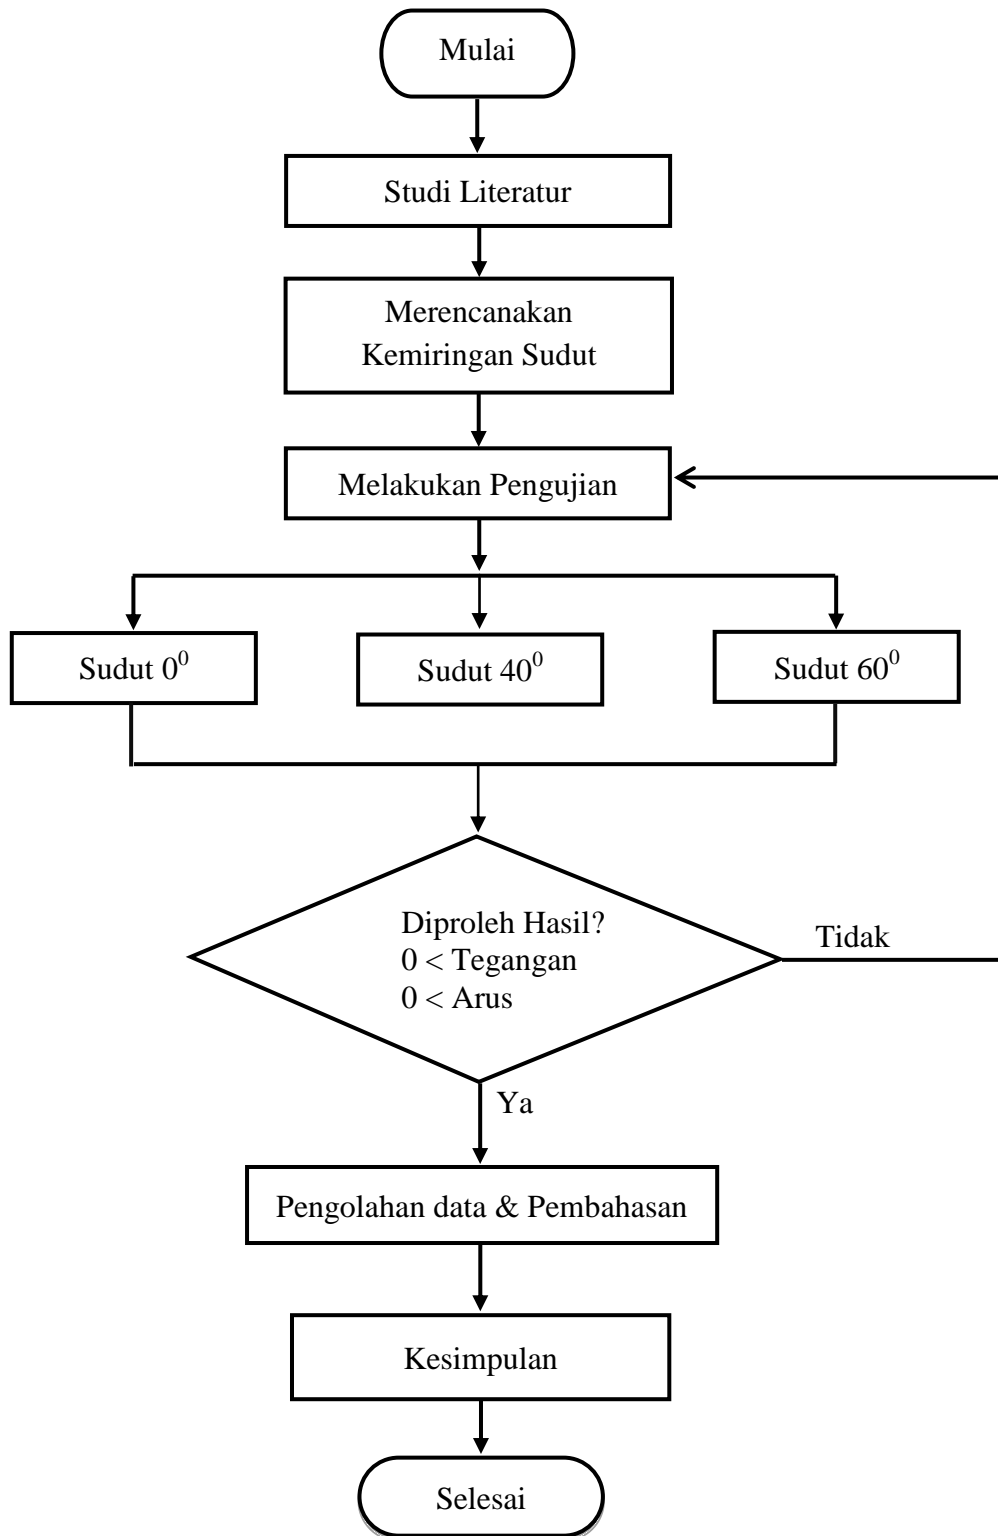 Mulai
Studi Literatur
Merencanakan
Kemiringan Sudut
Melakukan Pengujian
Sudut 0⁰
Sudut 40⁰
Sudut 60⁰
Diproleh Hasil?
0 < Tegangan
0 < Arus
Tidak
Ya
Pengolahan data & Pembahasan
Kesimpulan
Selesai